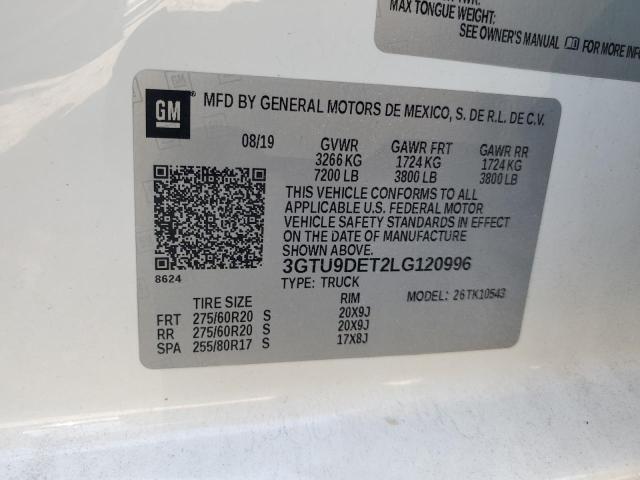 MAX TONGUE WEIGHT:
SEE OWNER'S MANUAL FOR MORE INFO
GM
MFD BY GENERAL MOTORS DE MEXICO, S. DE R.L. DE C.V.
08/19 GVWR GAWR FRT GAWR RR
3266 KG 1724 KG 1724 KG
7200 LB 3800 LB 3800 LB
THIS VEHICLE CONFORMS TO ALL
APPLICABLE U.S. FEDERAL MOTOR
VEHICLE SAFETY STANDARDS IN EFFECT
ON THE DATE OF MANUFACTURE
SHOWN ABOVE.
3GTU9DET2LG120996
8624
TYPE: TRUCK MODEL: 26TK10543
TIRE SIZE RIM
FRT 275/60R20 S 20X9J
RR 275/60R20 S 20X9J
SPA 255/80R17 S 17X8J